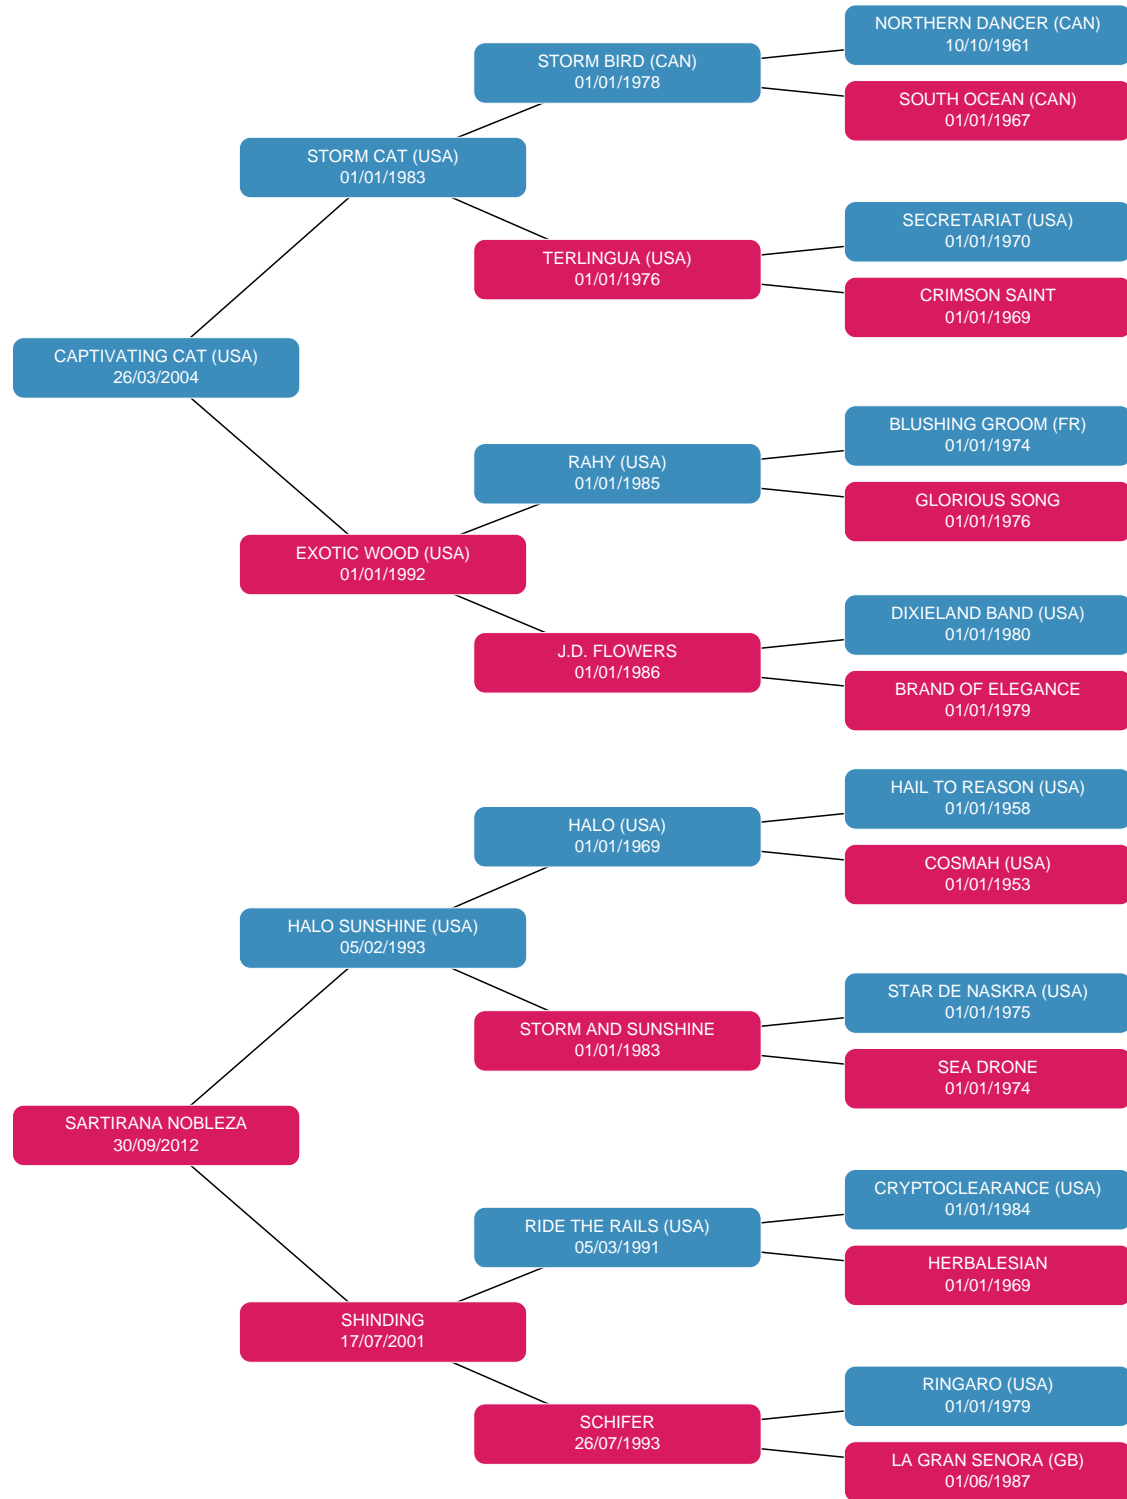 NORTHERN DANCER (CAN)
10/10/1961
STORM BIRD (CAN)
01/01/1978
SOUTH OCEAN (CAN)
01/01/1967
STORM CAT (USA)
01/01/1983
SECRETARIAT (USA)
01/01/1970
TERLINGUA (USA)
01/01/1976
CRIMSON SAINT
01/01/1969
CAPTIVATING CAT (USA)
26/03/2004
BLUSHING GROOM (FR)
01/01/1974
RAHY (USA)
01/01/1985
GLORIOUS SONG
01/01/1976
EXOTIC WOOD (USA)
01/01/1992
DIXIELAND BAND (USA)
01/01/1980
J.D. FLOWERS
01/01/1986
BRAND OF ELEGANCE
01/01/1979
HAIL TO REASON (USA)
01/01/1958
HALO (USA)
01/01/1969
COSMAH (USA)
01/01/1953
HALO SUNSHINE (USA)
05/02/1993
STAR DE NASKRA (USA)
01/01/1975
STORM AND SUNSHINE
01/01/1983
SEA DRONE
01/01/1974
SARTIRANA NOBLEZA
30/09/2012
CRYPTOCLEARANCE (USA)
01/01/1984
RIDE THE RAILS (USA)
05/03/1991
HERBALESIAN
01/01/1969
SHINDING
17/07/2001
RINGARO (USA)
01/01/1979
SCHIFER
26/07/1993
LA GRAN SENORA (GB)
01/06/1987